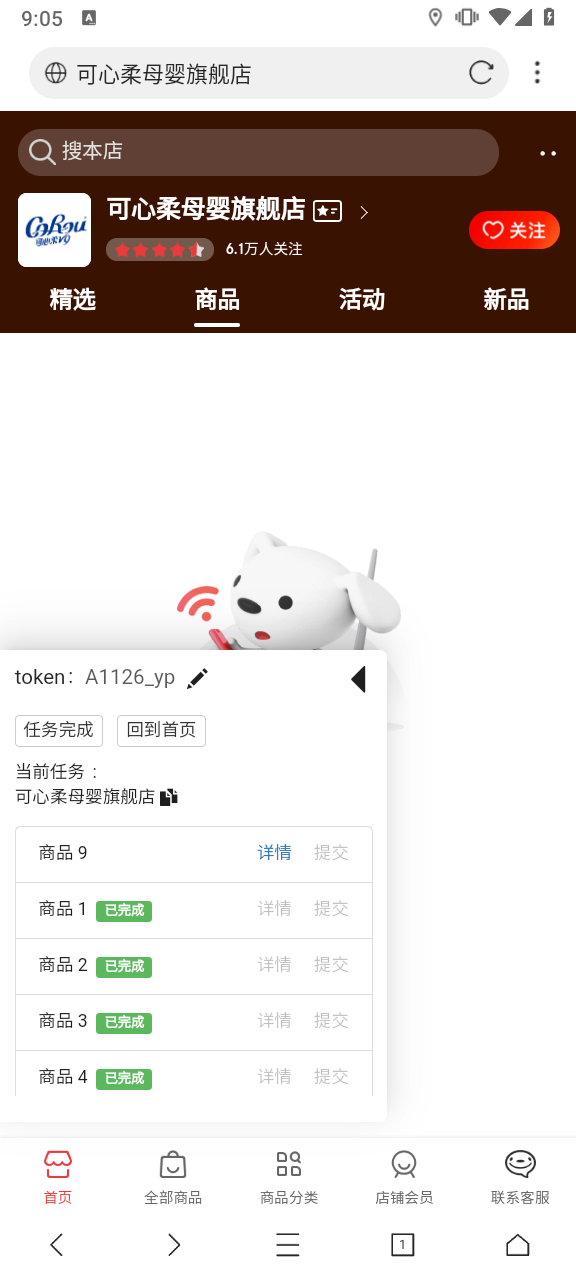 9:05
A
可心柔母婴旗舰店
搜本店
CoRou
可心柔
可心柔母婴旗舰店
6.1万人关注
关注
精选 商品 活动 新品
token： A1126_yp
任务完成 回到首页
当前任务：
可心柔母婴旗舰店
商品 9 详情 提交
商品 1 已完成 详情 提交
商品 2 已完成 详情 提交
商品 3 已完成 详情 提交
商品 4 已完成 详情 提交
首页 全部商品 商品分类 店铺会员 联系客服
1